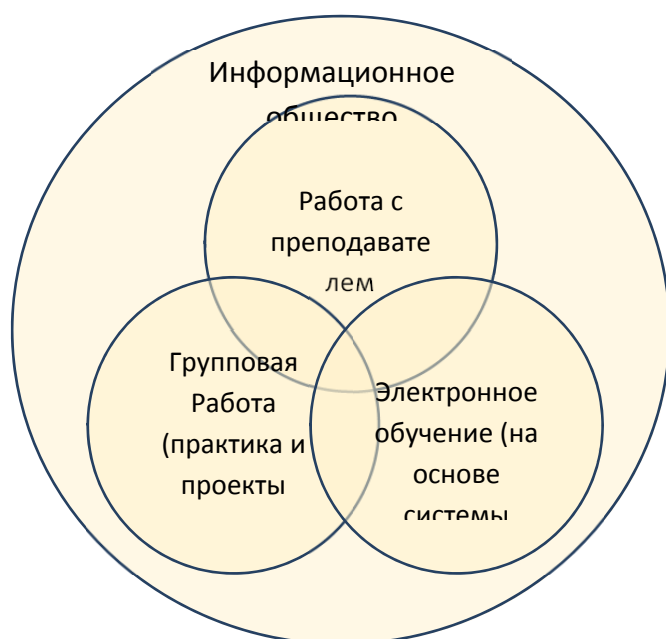 Информационное
общество
Работа с
преподавате
лем
Групповая
Работа
(практика и
проекты
Электронное
обучение (на
основе
системы